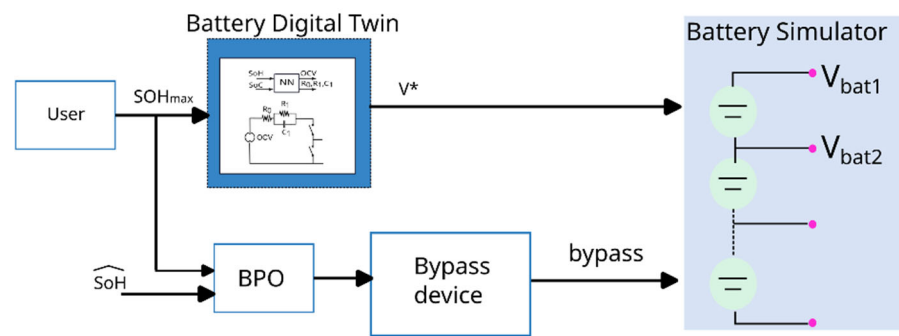 Battery Digital Twin
Battery Simulator
User
SOHmax
SoH
SoC
NN
OCV
R0,R1,C1
R1
R0
C1
OCV
V*
Vbat1
Vbat2
SoH
BPO
Bypass
device
bypass